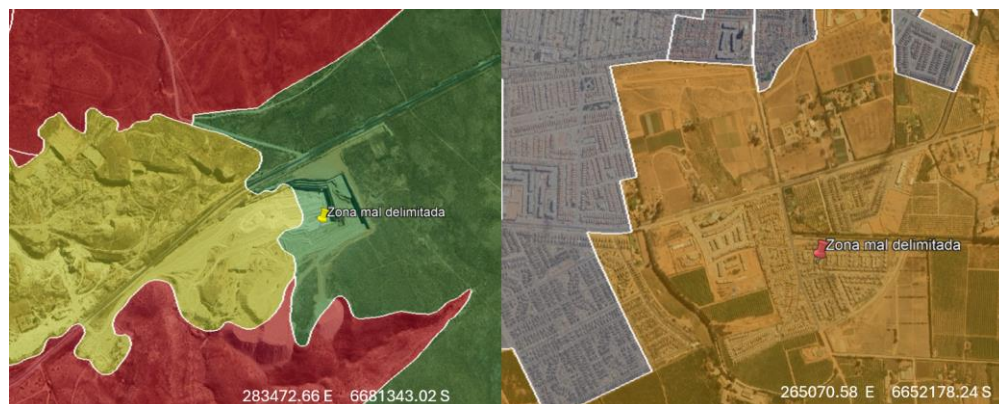 Zona mal delimitada
283472.66 E 6681343.02 S
Zona mal delimitada
265070.58 E 6652178.24 S